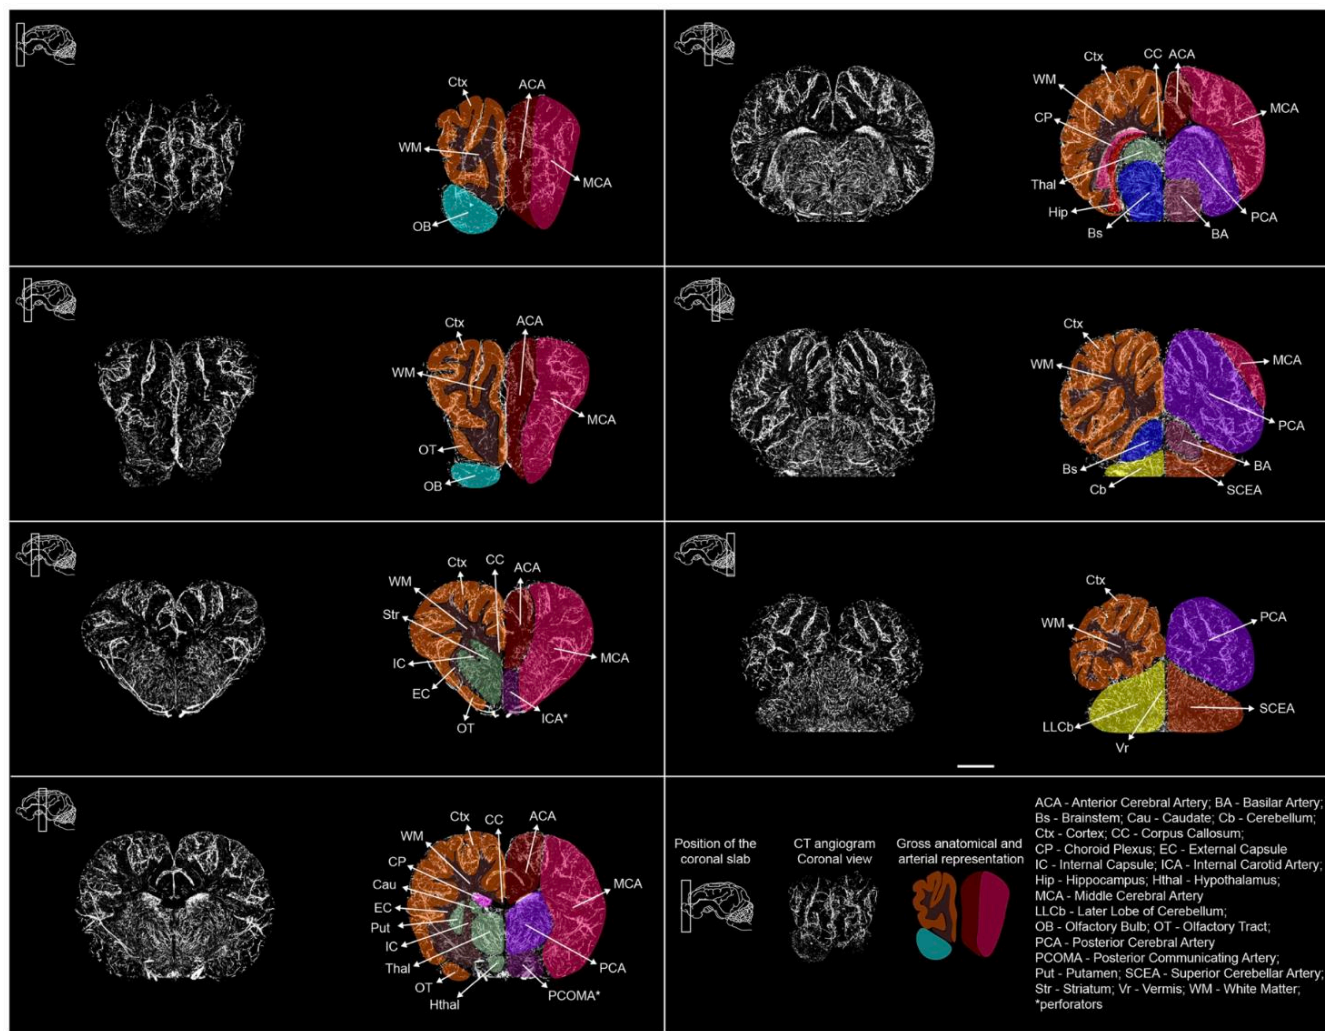 Ctx
ACA
WM
MCA
OB
Ctx
ACA
WM
MCA
OT
OB
CC
Ctx
ACA
WM
Str
IC
MCA
EC
OT
ICA*
Ctx
CC
ACA
WM
CP
MCA
Cau
EC
Put
IC
Thal
PCA
OT
Hthal
PCOMA*
CC
ACA
Ctx
WM
MCA
CP
Thal
Hip
PCA
Bs
BA
Ctx
MCA
WM
PCA
Bs
BA
Cb
SCEA
Ctx
WM
PCA
SCEA
LLCb
Vr
Position of the
coronal slab
CT angiogram
Coronal view
Gross anatomical and
arterial representation
ACA - Anterior Cerebral Artery; BA - Basilar Artery;
Bs - Brainstem; Cau - Caudate; Cb - Cerebellum;
Ctx - Cortex; CC - Corpus Callosum;
CP - Choroid Plexus; EC - External Capsule
IC - Internal Capsule; ICA - Internal Carotid Artery;
Hip - Hippocampus; Hthal - Hypothalamus;
MCA - Middle Cerebral Artery
LLCb - Later Lobe of Cerebellum;
OB - Olfactory Bulb; OT - Olfactory Tract;
PCA - Posterior Cerebral Artery
PCOMA - Posterior Communicating Artery;
Put - Putamen; SCEA - Superior Cerebellar Artery;
Str - Striatum; Vr - Vermis; WM - White Matter;
*perforators